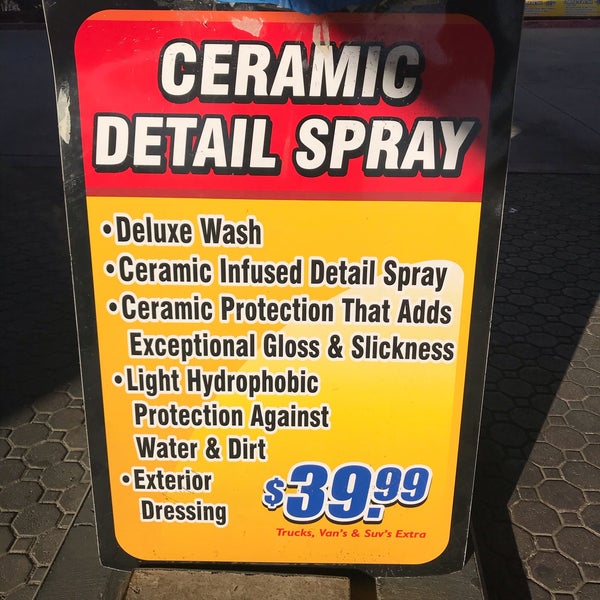 CERAMIC
DETAIL SPRAY
•Deluxe Wash
•Ceramic Infused Detail Spray
•Ceramic Protection That Adds
Exceptional Gloss & Slickness
•Light Hydrophobic
Protection Against
Water & Dirt
•Exterior
Dressing
$39.99
Trucks, Van's & Suv's Extra